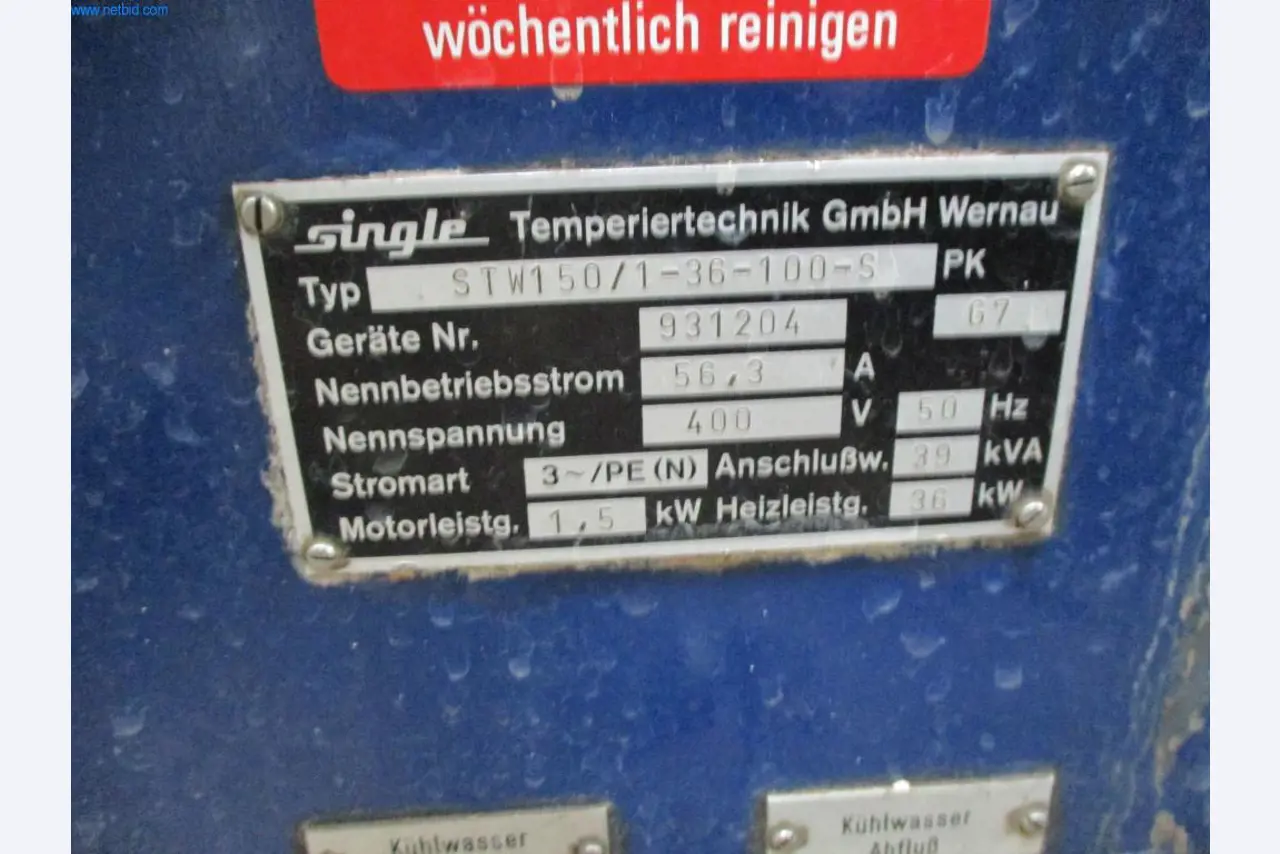 www.netbid.com
wöchentlich reinigen
single Temperiertechnik GmbH Wernau
Typ STW150/1-36-100-S PK
Geräte Nr. 931204 G7
Nennbetriebsstrom 56,3 A
Nennspannung 400 V 50 Hz
Stromart 3~/PE(N) Anschlußw. 39 kVA
Motorleistg. 1,5 kW Heizleistg. 36 kW
Kühlwasser
Kühlwasser
Abfluß